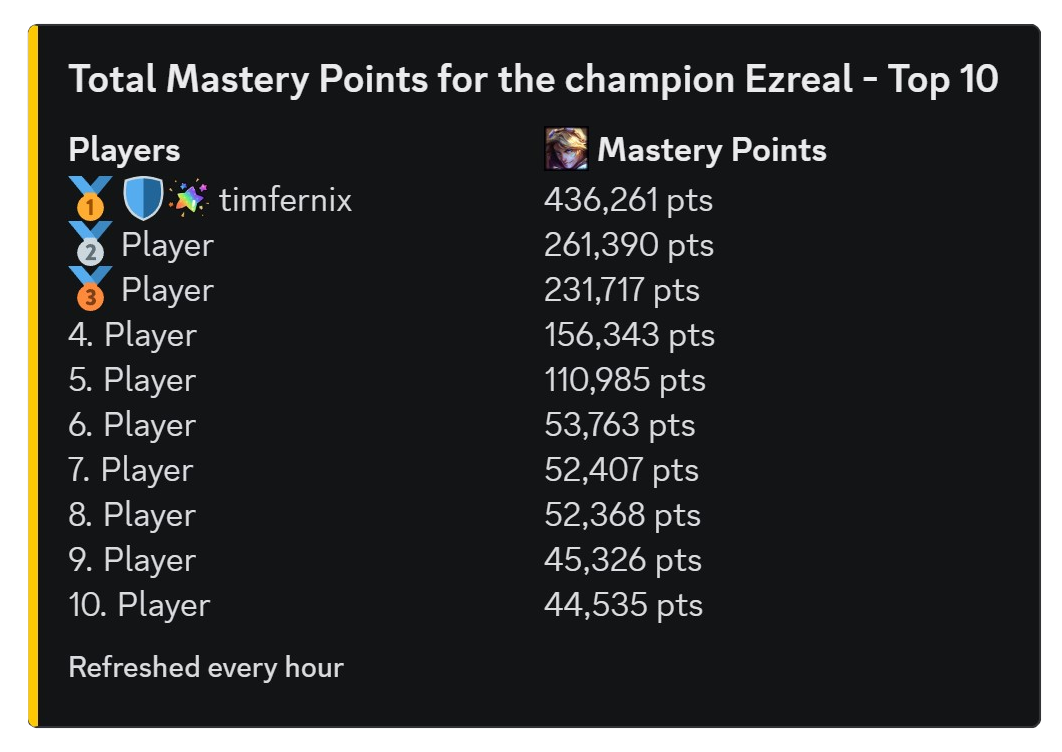 Total Mastery Points for the champion Ezreal - Top 10
Players Mastery Points
1 timfernix 436,261 pts
2 Player 261,390 pts
3 Player 231,717 pts
4. Player 156,343 pts
5. Player 110,985 pts
6. Player 53,763 pts
7. Player 52,407 pts
8. Player 52,368 pts
9. Player 45,326 pts
10. Player 44,535 pts
Refreshed every hour